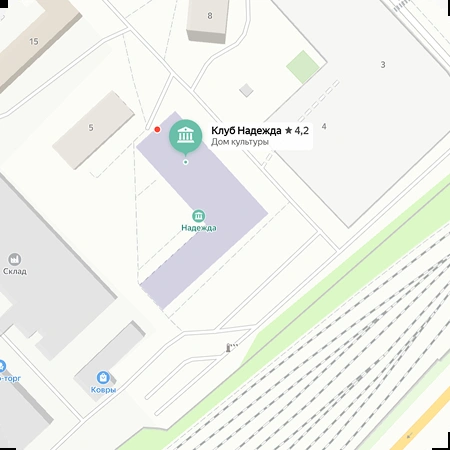 8
15
3
5
4
Клуб Надежда ★ 4,2
Дом культуры
Надежда
Склад
-торг
Ковры